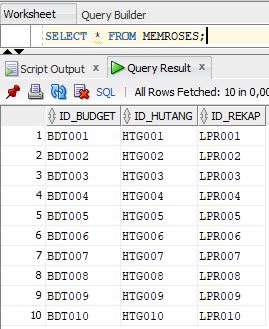 Worksheet Query Builder
SELECT * FROM MEMROSES;
Script Output × Query Result ×
SQL | All Rows Fetched: 10 in 0,00
ID_BUDGET ID_HUTANG ID_REKAP
1 BDT001 HTG001 LPR001
2 BDT002 HTG002 LPR002
3 BDT003 HTG003 LPR003
4 BDT004 HTG004 LPR004
5 BDT005 HTG005 LPR005
6 BDT006 HTG006 LPR006
7 BDT007 HTG007 LPR007
8 BDT008 HTG008 LPR008
9 BDT009 HTG009 LPR009
10 BDT010 HTG010 LPR010